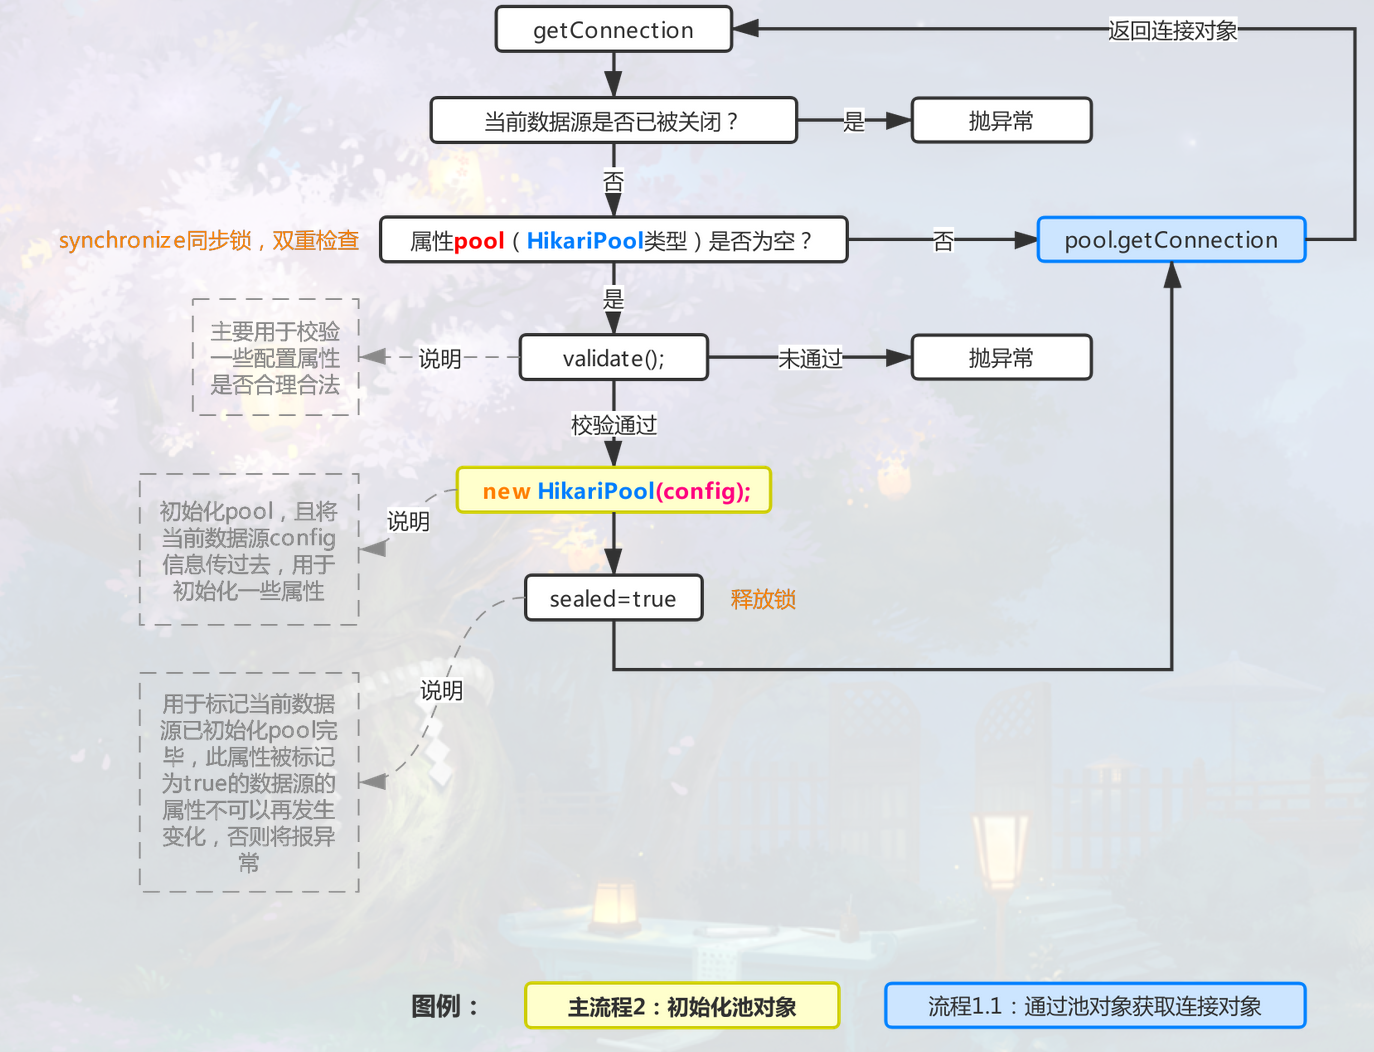 getConnection
返回连接对象
当前数据源是否已被关闭？
是
抛异常
否
synchronize同步锁，双重检查
属性pool（HikariPool类型）是否为空？
否
pool.getConnection
是
主要用于校验
一些配置属性
是否合理合法
说明
validate();
未通过
抛异常
校验通过
new HikariPool(config);
初始化pool，且将
当前数据源config
信息传过去，用于
初始化一些属性
说明
sealed=true
释放锁
说明
用于标记当前数据
源已初始化pool完
毕，此属性被标记
为true的数据源的
属性不可以再发生
变化，否则将报异
常
图例：
主流程2：初始化池对象
流程1.1：通过池对象获取连接对象